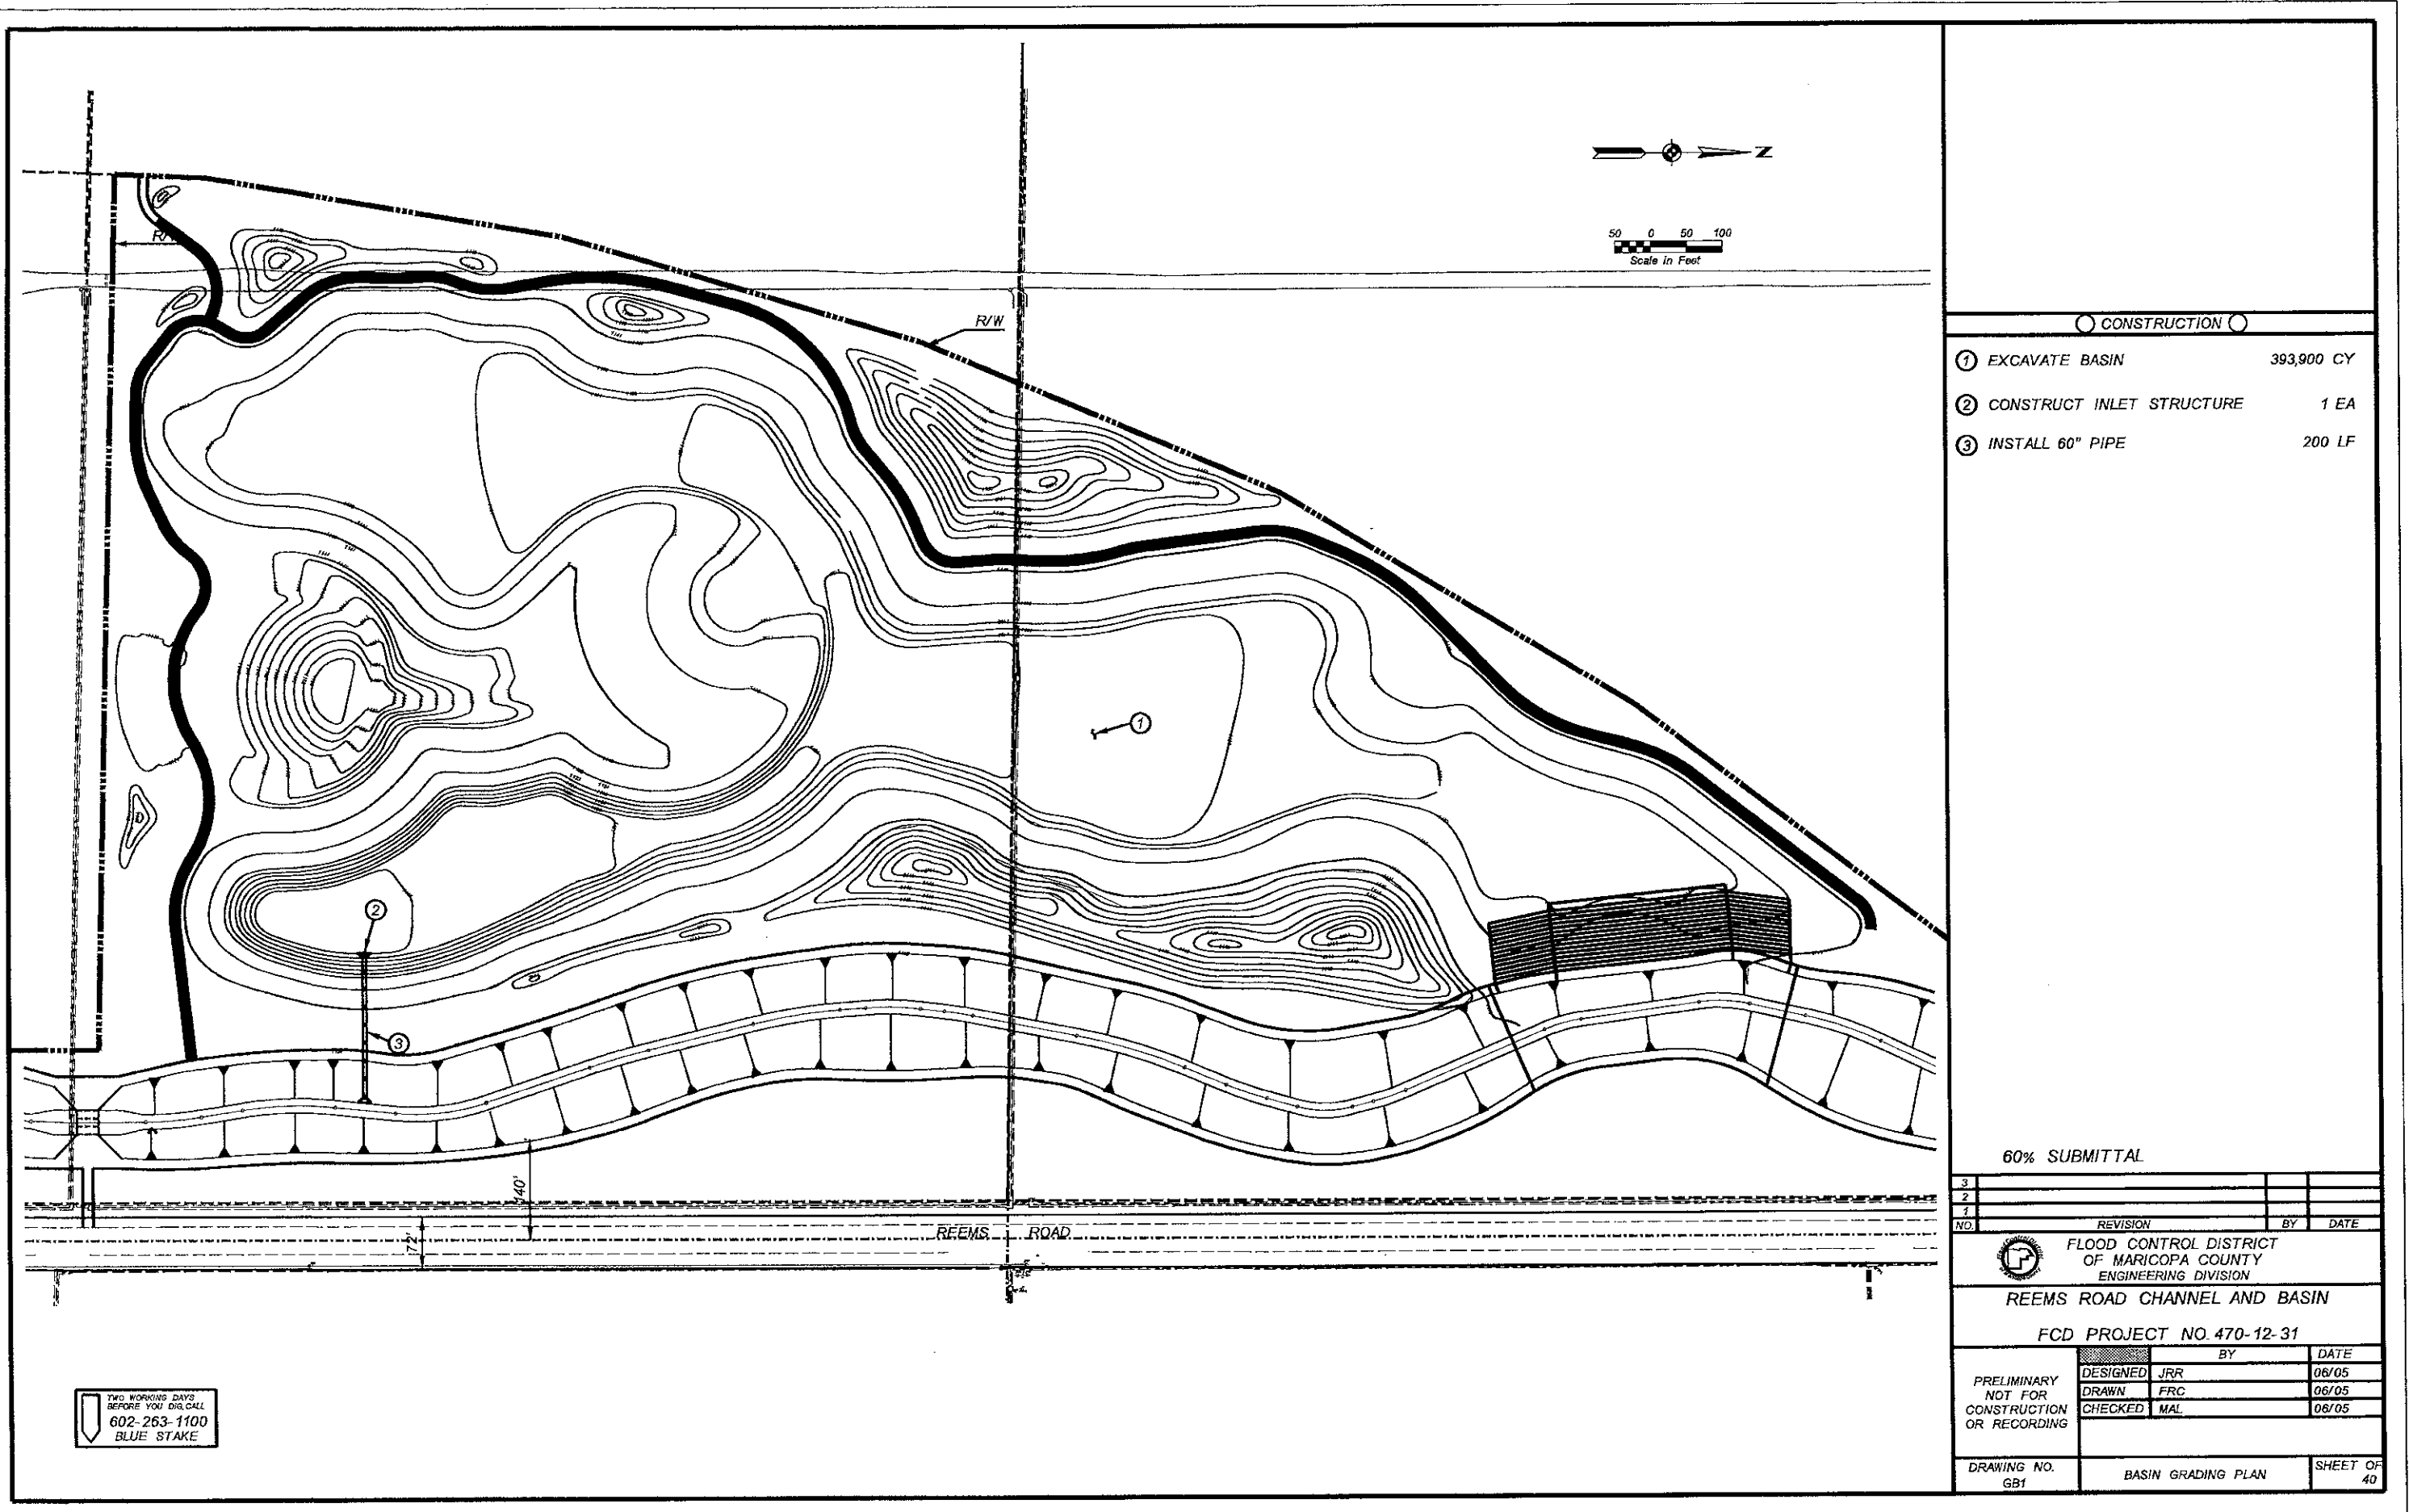 Z
50 0 50 100
Scale in Feet
R/W
R/W
1
2
3
140'
72'
REEMS ROAD
TWO WORKING DAYS
BEFORE YOU DIG, CALL
602-263-1100
BLUE STAKE
CONSTRUCTION
1 EXCAVATE BASIN 393,900 CY
2 CONSTRUCT INLET STRUCTURE 1 EA
3 INSTALL 60" PIPE 200 LF
60% SUBMITTAL
3
2
1
NO. REVISION BY DATE
FLOOD CONTROL DISTRICT
OF MARICOPA COUNTY
ENGINEERING DIVISION
REEMS ROAD CHANNEL AND BASIN
FCD PROJECT NO. 470-12-31
BY DATE
DESIGNED JRR 06/05
DRAWN FRC 06/05
CHECKED MAL 06/05
PRELIMINARY
NOT FOR
CONSTRUCTION
OR RECORDING
DRAWING NO.
GB1
BASIN GRADING PLAN
SHEET OF
40